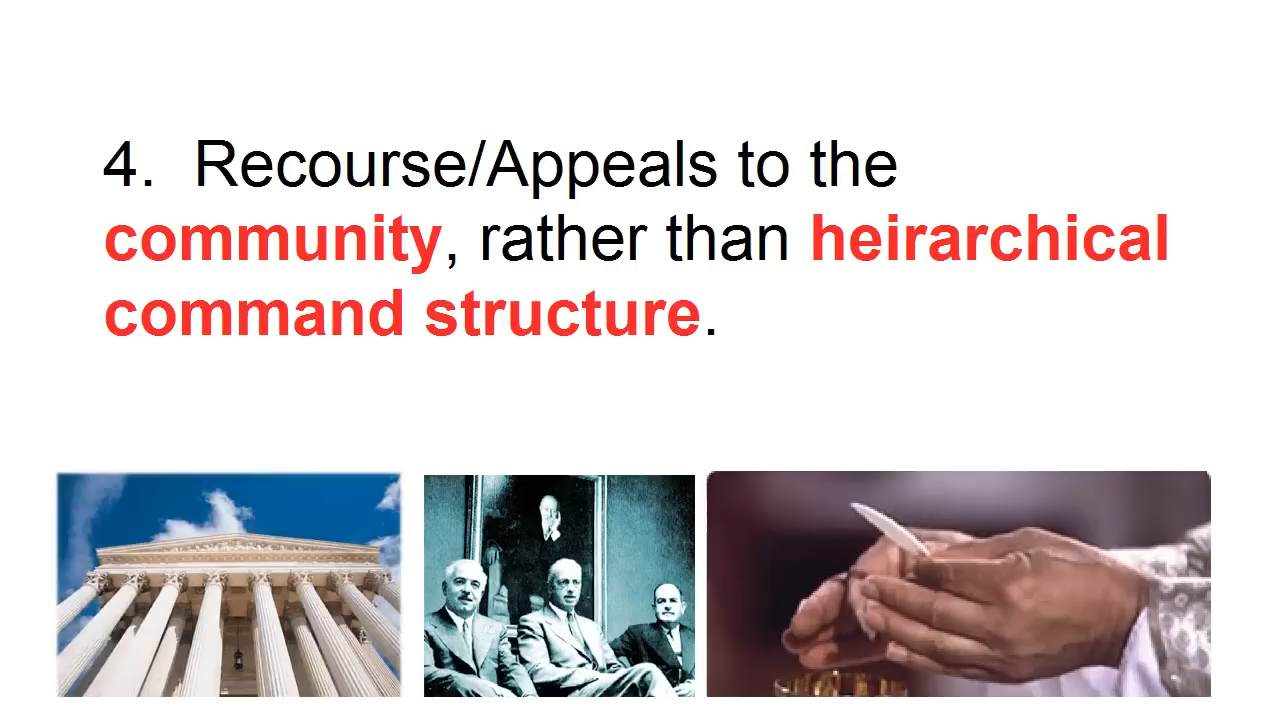 4. Recourse/Appeals to the
community, rather than heirarchical
command structure.